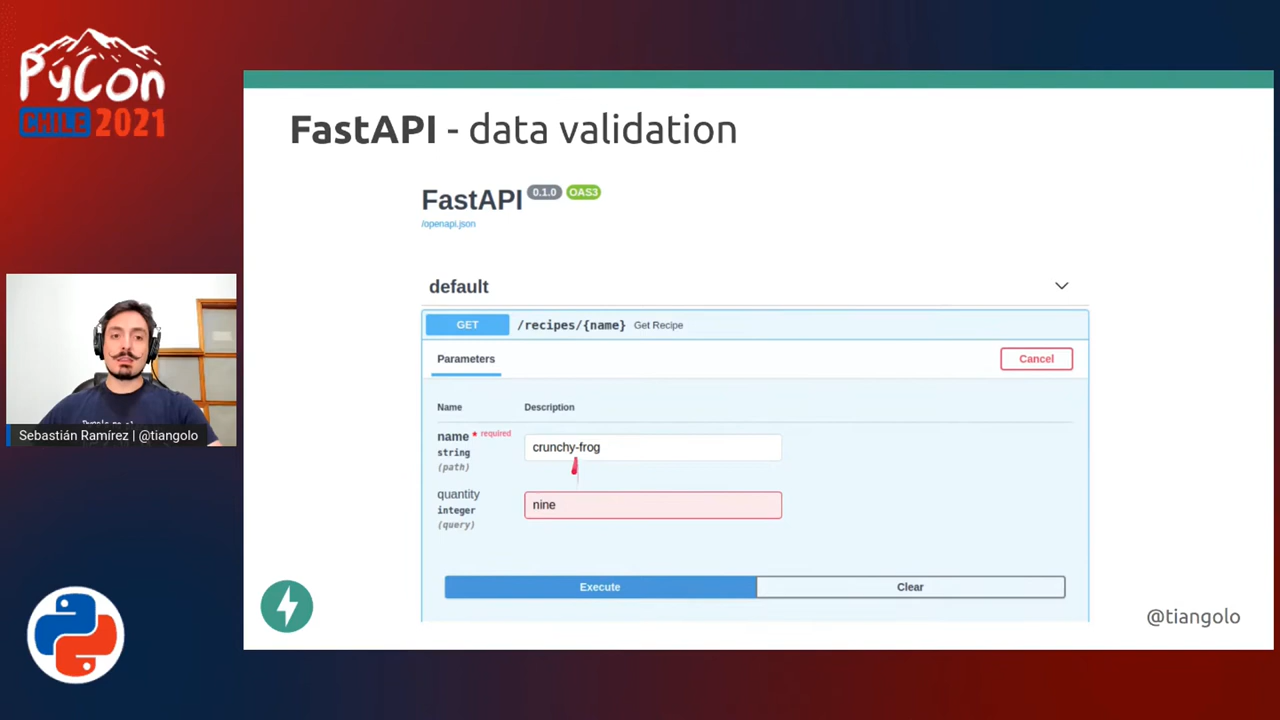 PyCon
CHILE 2021
FastAPI - data validation
FastAPI 0.1.0 OAS3
/openapi.json
default
GET /recipes/{name} Get Recipe
Parameters
Cancel
Name Description
name * required
string
(path)
crunchy-frog
quantity
integer
(query)
nine
Execute Clear
@tiangolo
Sebastián Ramírez | @tiangolo